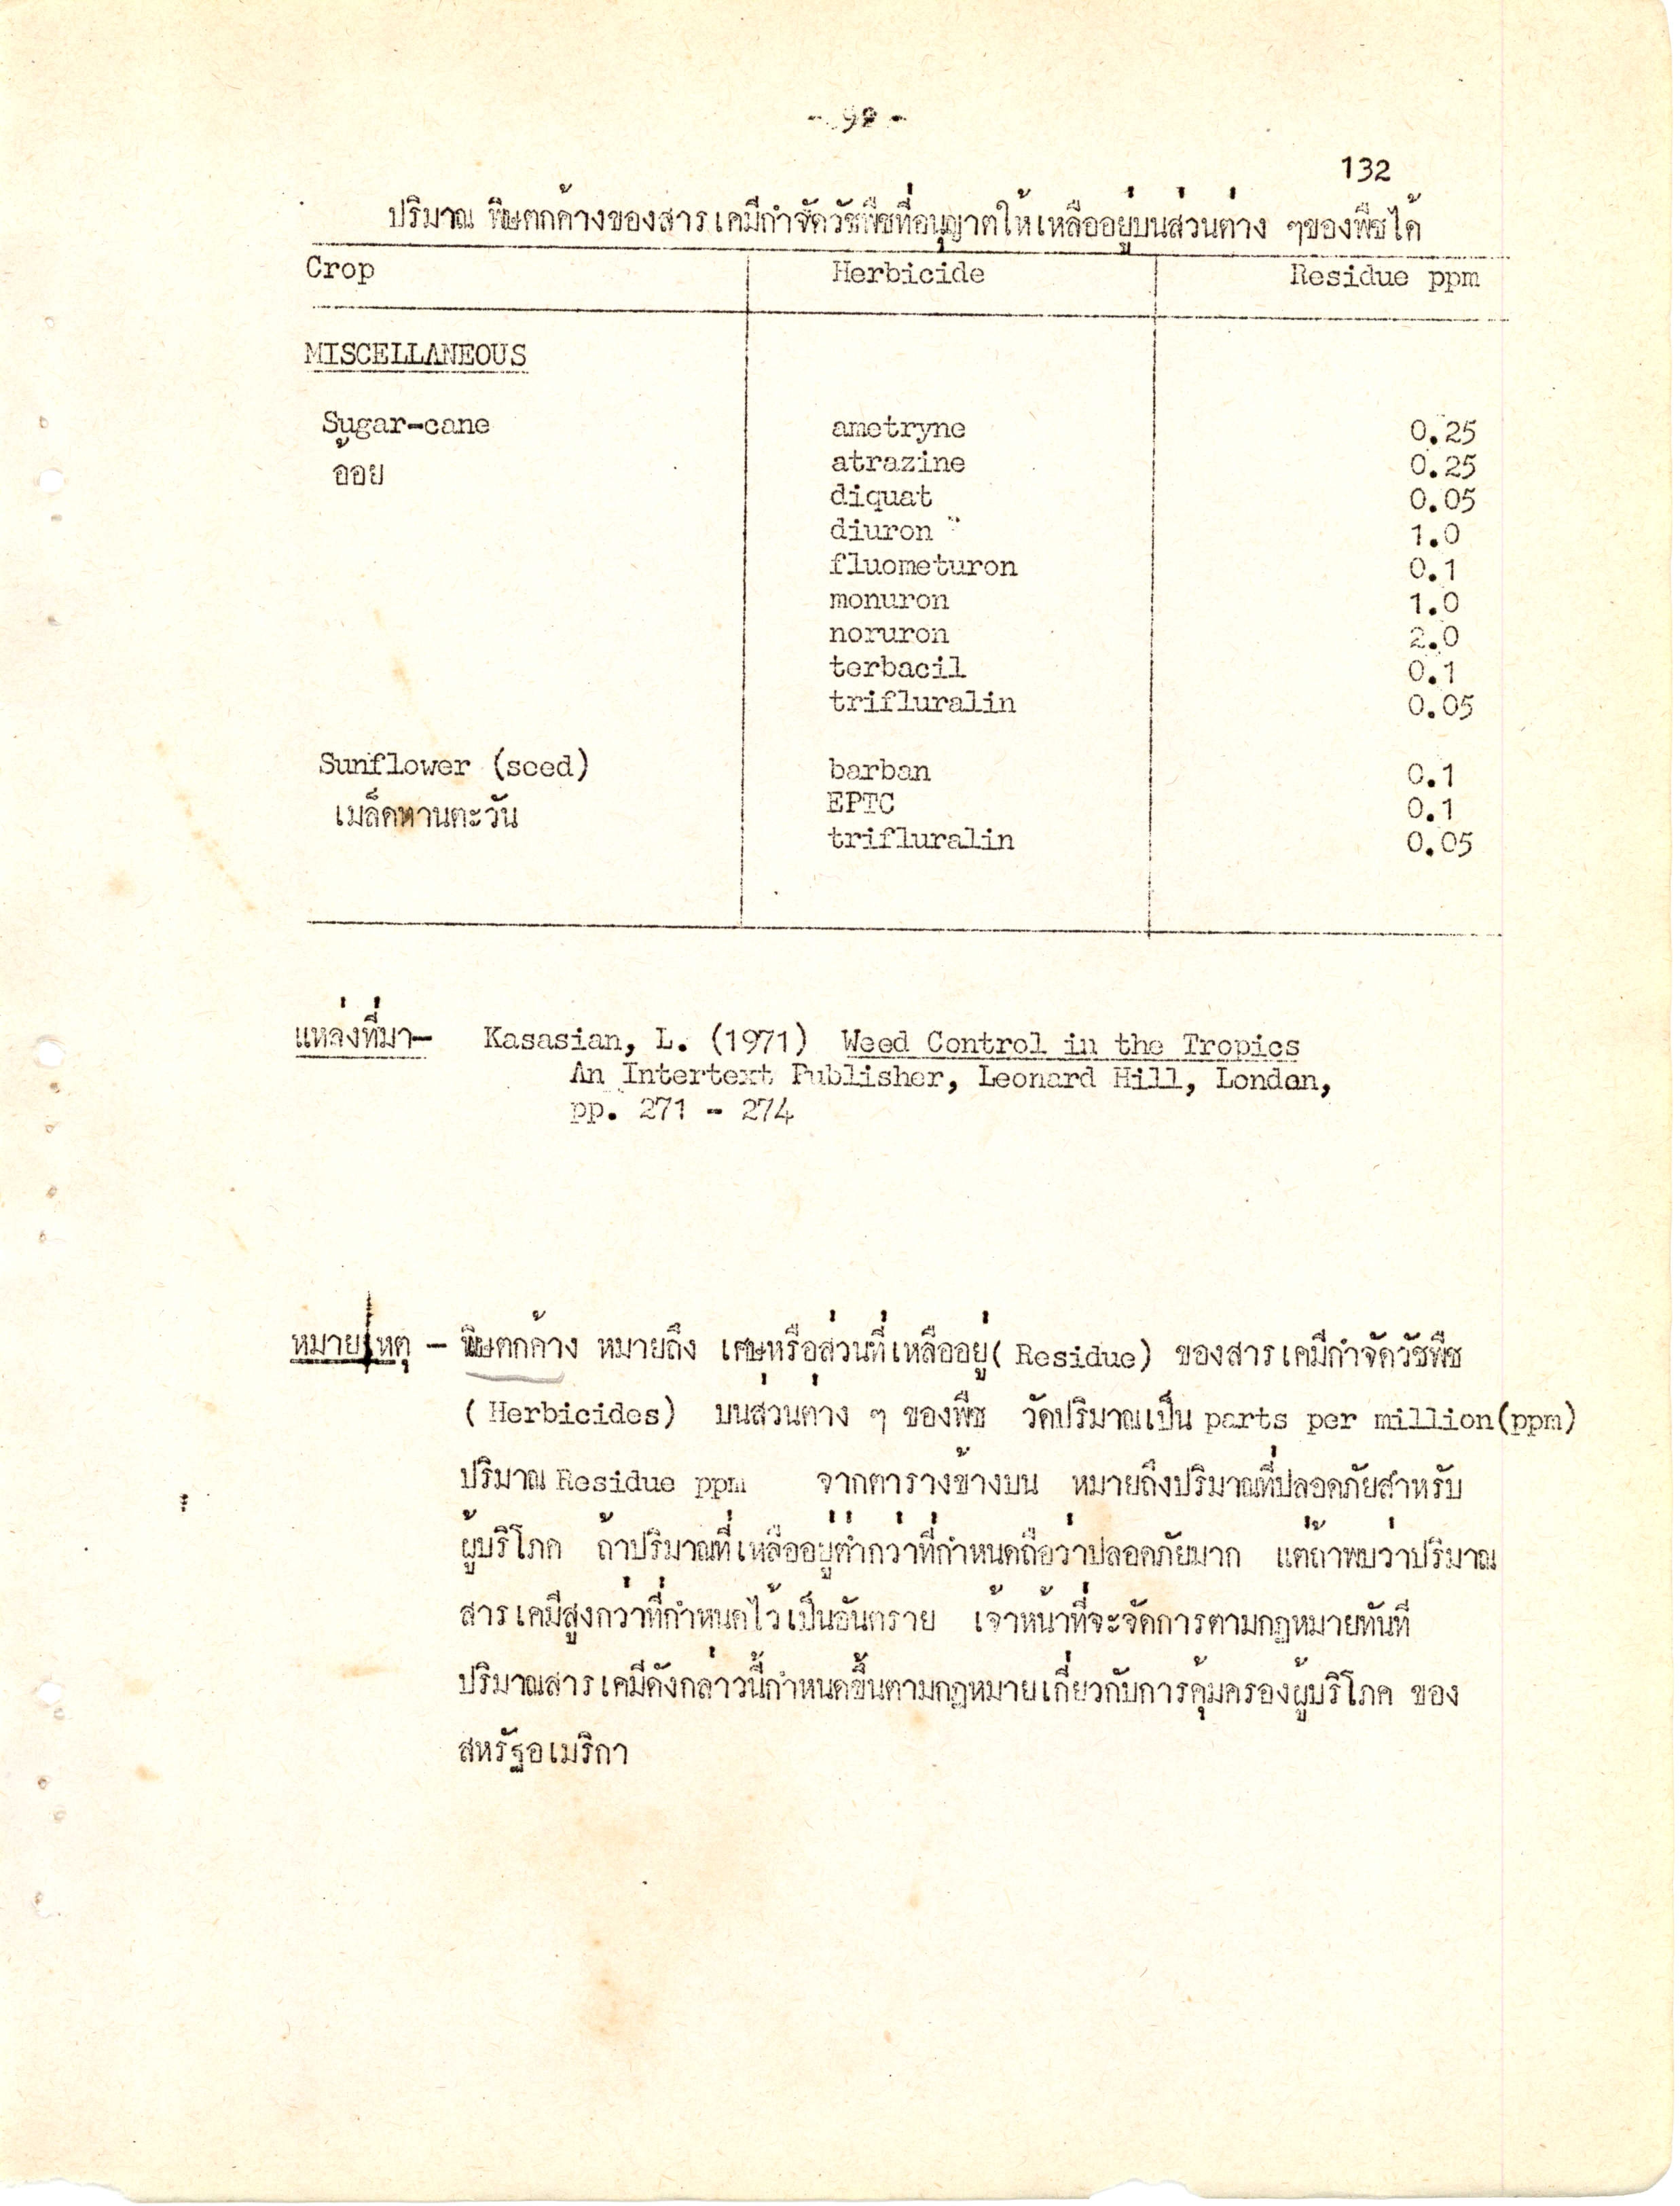 132
ปริมาณ พิษตกค้างของสารเคมีกำจัดวัชพืชที่อนุญาตให้เหลืออยู่บนส่วนต่าง ๆของพืชได้
Crop Herbicide Residue ppm
MISCELLANEOUS
Sugar-cane ametryne 0.25
อ้อย atrazine 0.25
diquat 0.05
diuron 1.0
fluometuron 0.1
monuron 1.0
noruron 2.0
terbacil 0.1
trifluralin 0.05
Sunflower (seed) barban 0.1
เมล็ดทานตะวัน EPTC 0.1
trifluralin 0.05
แหล่งที่มา- Kasasian, L. (1971) Weed Control in the Tropics
An Intertext Publisher, Leonard Hill, London,
pp. 271 - 274
หมายเหตุ - พิษตกค้าง หมายถึง เศษหรือส่วนที่เหลืออยู่( Residue) ของสารเคมีกำจัดวัชพืช
( Herbicides) บนส่วนต่าง ๆ ของพืช วัดปริมาณเป็น parts per million(ppm)
ปริมาณ Residue ppm จากตารางข้างบน หมายถึงปริมาณที่ปลอดภัยสำหรับ
ผู้บริโภค ถ้าปริมาณที่เหลืออยู่ต่ำกว่าที่กำหนดถือว่าปลอดภัยมาก แต่ถ้าพบว่าปริมาณ
สารเคมีสูงกว่าที่กำหนดไว้เป็นอันตราย เจ้าหน้าที่จะจัดการตามกฎหมายทันที
ปริมาณสารเคมีดังกล่าวนี้กำหนดขึ้นตามกฎหมายเกี่ยวกับการคุ้มครองผู้บริโภค ของ
สหรัฐอเมริกา